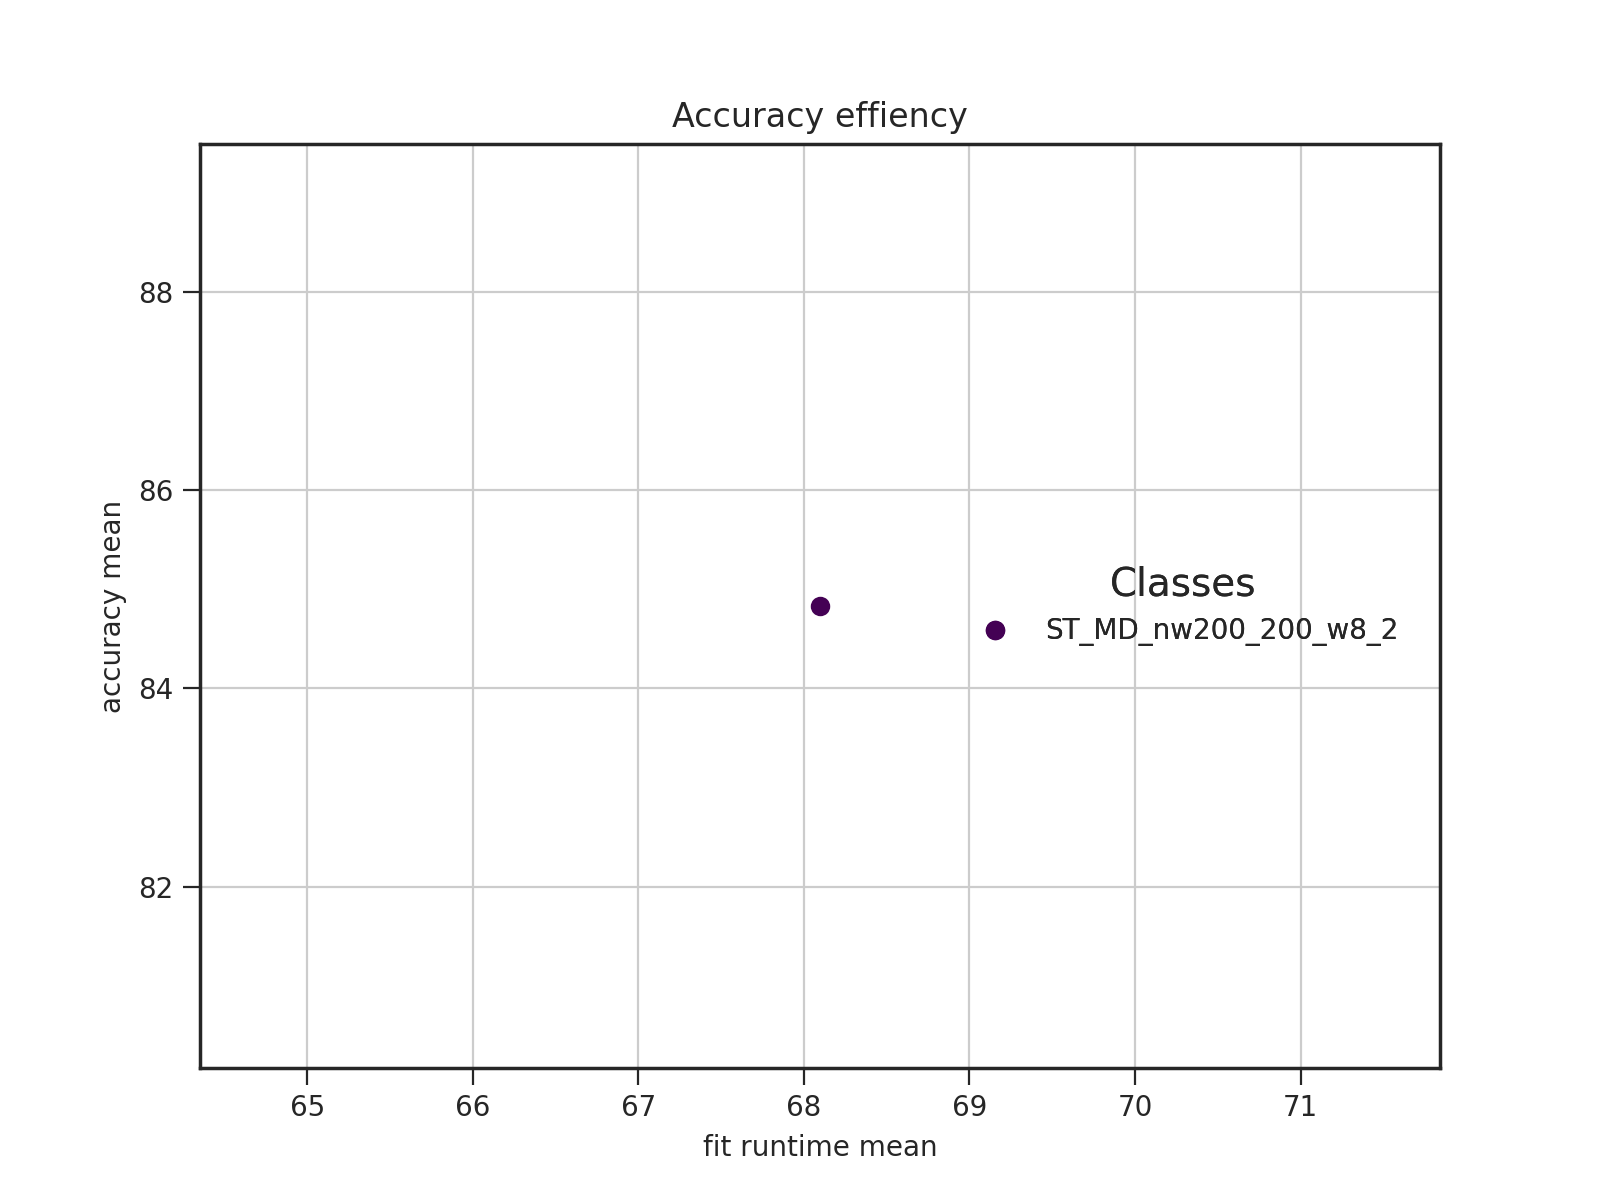 Accuracy effiency
88
86
84
82
accuracy mean
Classes
ST_MD_nw200_200_w8_2
65 66 67 68 69 70 71
fit runtime mean